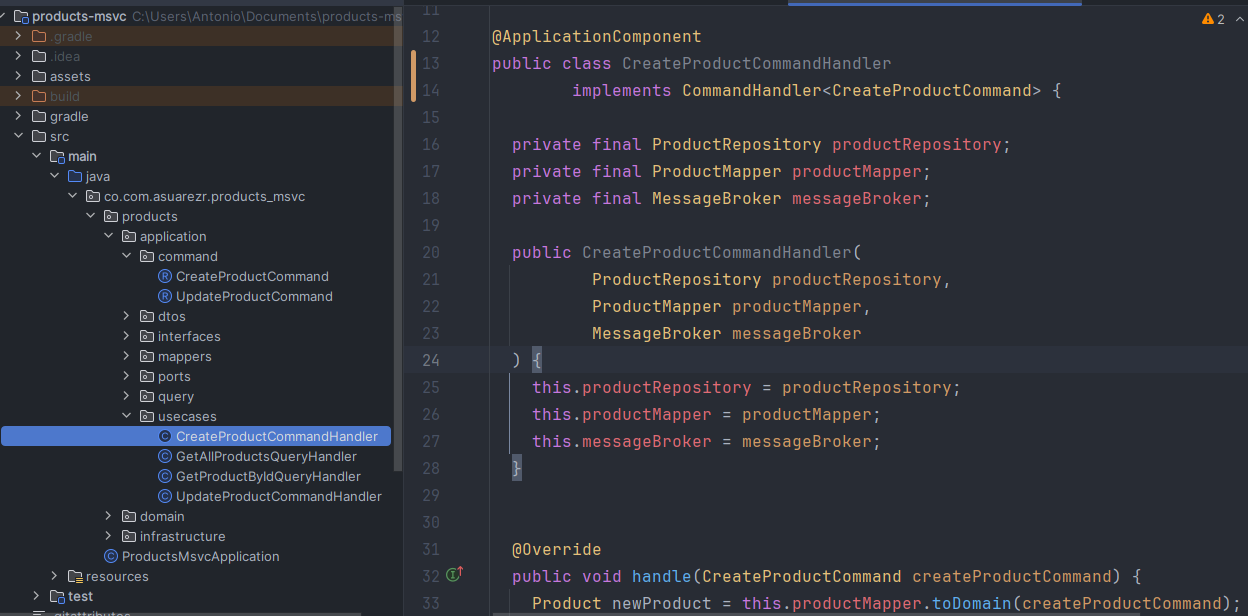 products-msvc C:\Users\Antonio\Documents\products-ms
.gradle
.idea
assets
build
gradle
src
main
java
co.com.asuarezr.products_msvc
products
application
command
CreateProductCommand
UpdateProductCommand
dtos
interfaces
mappers
ports
query
usecases
CreateProductCommandHandler
GetAllProductsQueryHandler
GetProductByIdQueryHandler
UpdateProductCommandHandler
domain
infrastructure
ProductsMsvcApplication
resources
test
.gitattributes
2
11
12 @ApplicationComponent
13 public class CreateProductCommandHandler
14 implements CommandHandler<CreateProductCommand> {
15
16 private final ProductRepository productRepository;
17 private final ProductMapper productMapper;
18 private final MessageBroker messageBroker;
19
20 public CreateProductCommandHandler(
21 ProductRepository productRepository,
22 ProductMapper productMapper,
23 MessageBroker messageBroker
24 ) {
25 this.productRepository = productRepository;
26 this.productMapper = productMapper;
27 this.messageBroker = messageBroker;
28 }
29
30
31 @Override
32 public void handle(CreateProductCommand createProductCommand) {
33 Product newProduct = this.productMapper.toDomain(createProductCommand);